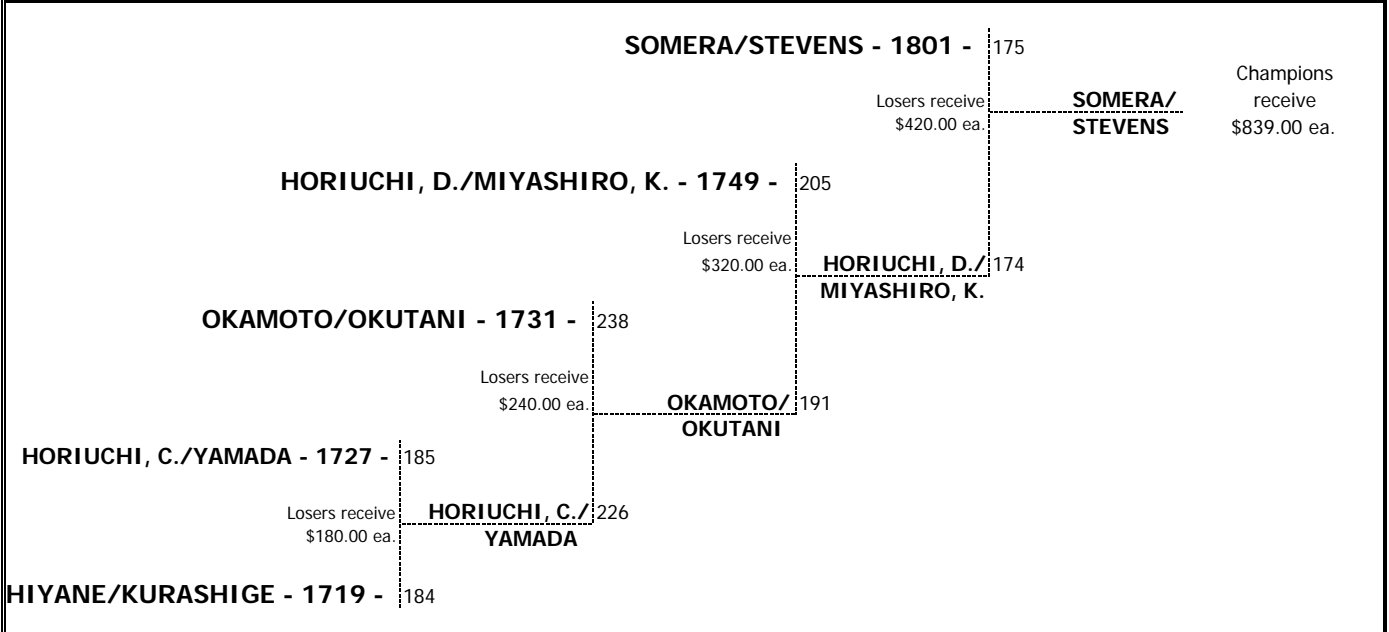 SOMERA/STEVENS - 1801 - 175
Champions
Losers receive SOMERA/ receive
$420.00 ea. STEVENS $839.00 ea.
HORIUCHI, D./MIYASHIRO, K. - 1749 - 205
Losers receive
$320.00 ea. HORIUCHI, D./ 174
MIYASHIRO, K.
OKAMOTO/OKUTANI - 1731 - 238
Losers receive
$240.00 ea. OKAMOTO/ 191
OKUTANI
HORIUCHI, C./YAMADA - 1727 - 185
Losers receive HORIUCHI, C./ 226
$180.00 ea. YAMADA
HIYANE/KURASHIGE - 1719 - 184